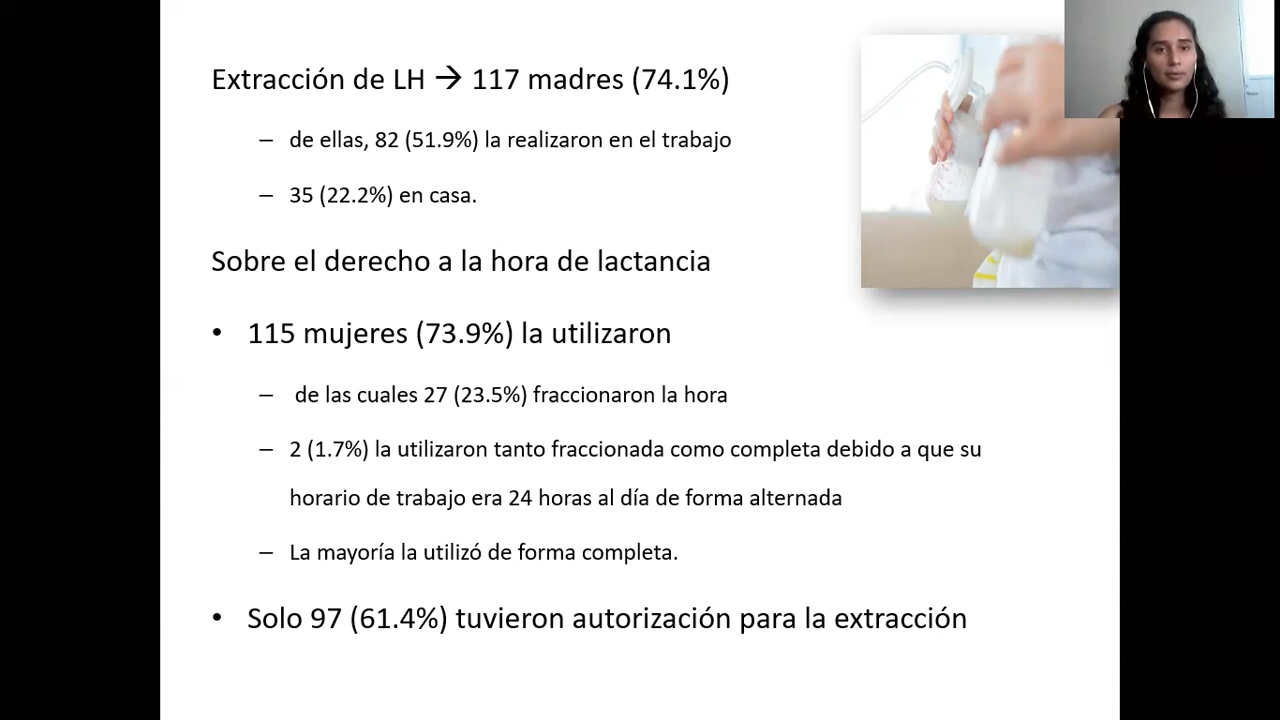 Extracción de LH → 117 madres (74.1%)
– de ellas, 82 (51.9%) la realizaron en el trabajo
– 35 (22.2%) en casa.
Sobre el derecho a la hora de lactancia
• 115 mujeres (73.9%) la utilizaron
– de las cuales 27 (23.5%) fraccionaron la hora
– 2 (1.7%) la utilizaron tanto fraccionada como completa debido a que su
horario de trabajo era 24 horas al día de forma alternada
– La mayoría la utilizó de forma completa.
• Solo 97 (61.4%) tuvieron autorización para la extracción